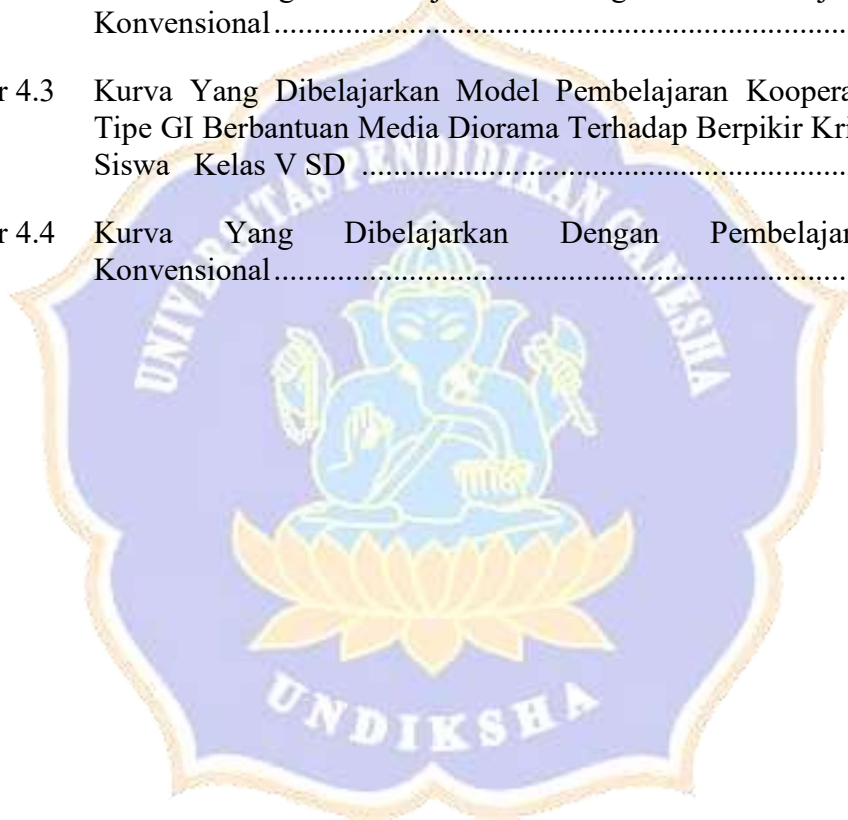 Konvensional..............................................................................
r 4.3 Kurva Yang Dibelajarkan Model Pembelajaran Koopera
Tipe GI Berbantuan Media Diorama Terhadap Berpikir Kri
Siswa Kelas V SD ..................................................................
r 4.4 Kurva Yang Dibelajarkan Dengan Pembelajar
Konvensional..............................................................................
UNIVERSITAS PENDIDIKAN GANESHA
UNDIKSHA